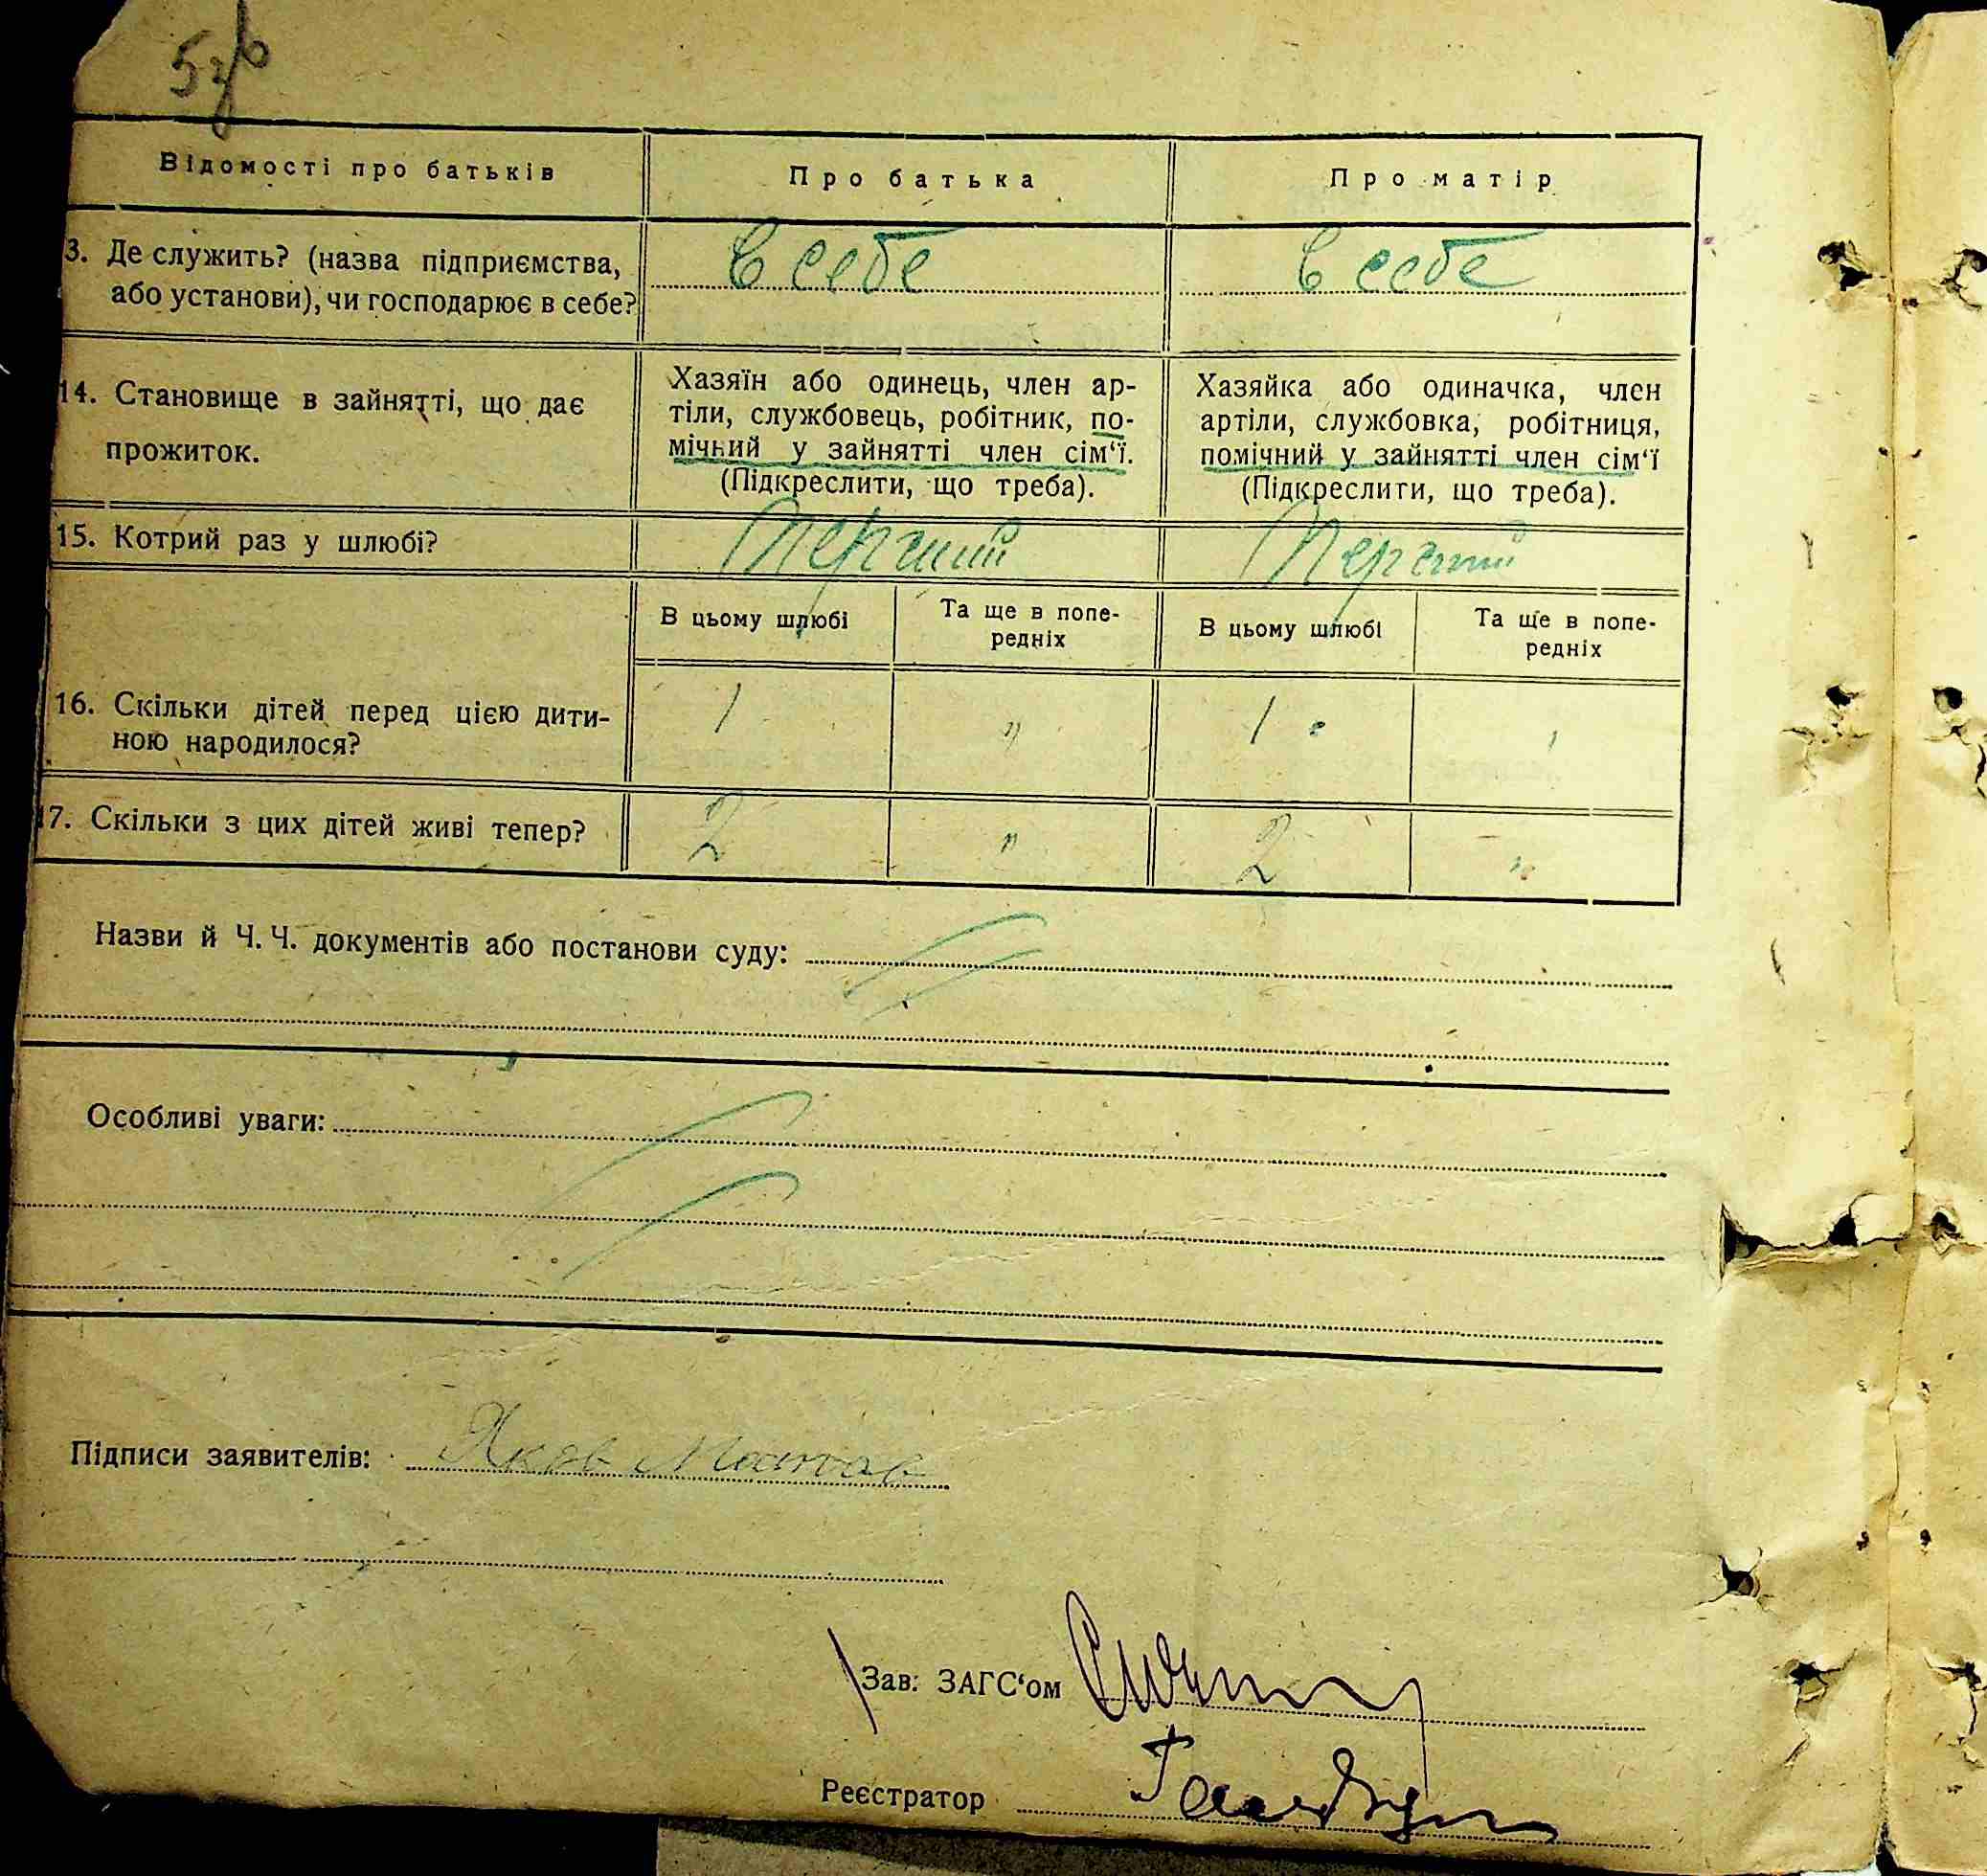 5зв
Відомості про батьків
Про батька
Про матір
3. Де служить? (назва підприємства,
або установи), чи господарює в себе?
в себе
в себе
14. Становище в зайнятті, що дає
прожиток.
Хазяїн або одинець, член ар-
тіли, службовець, робітник, по-
мічний у зайнятті член сім‘ї.
(Підкреслити, що треба).
Хазяйка або одиначка, член
артіли, службовка, робітниця,
помічний у зайнятті член сім‘ї
(Підкреслити, що треба).
15. Котрий раз у шлюбі?
Перший
Перший
В цьому шлюбі
Та ще в попе-
редніх
В цьому шлюбі
Та ще в попе-
редніх
16. Скільки дітей перед цією дити-
ною народилося?
1 " 1 "
17. Скільки з цих дітей живі тепер?
2 " 2 "
Назви й Ч. Ч. документів або постанови суду:
Особливі уваги:
Підписи заявителів: Яков
Зав: ЗАГС‘ом
Реєстратор